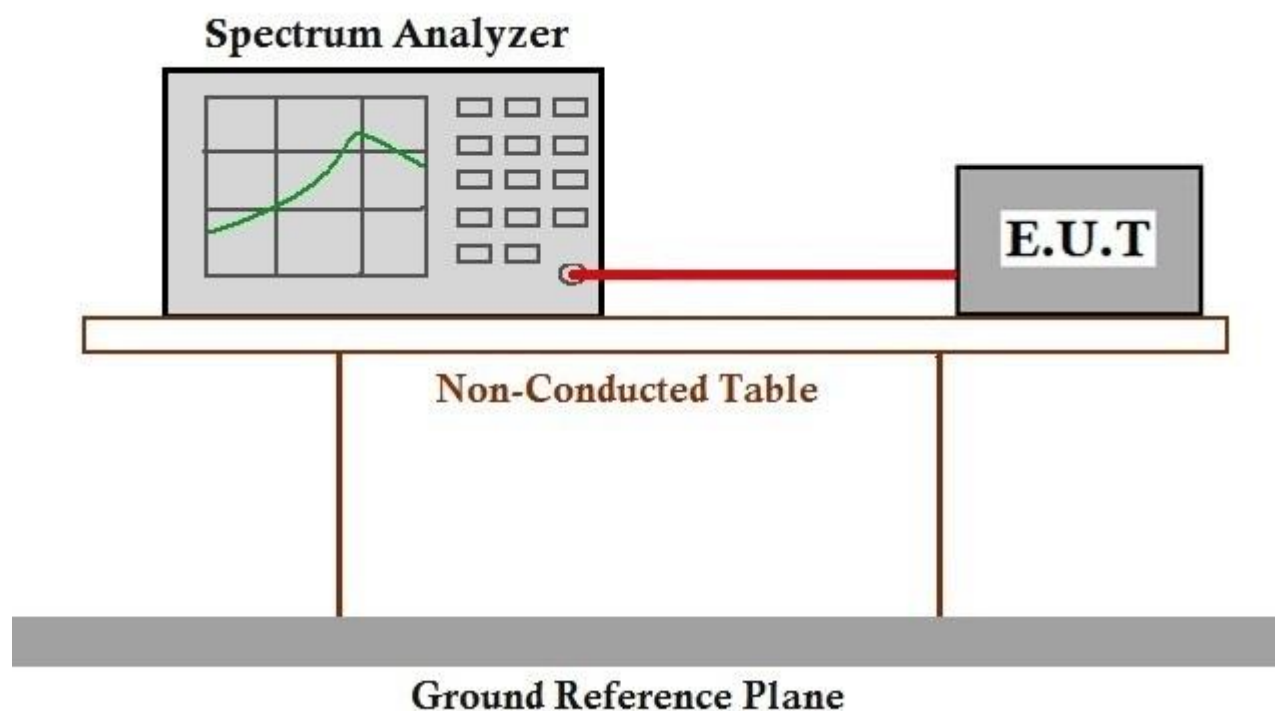 Spectrum Analyzer
E.U.T
Non-Conducted Table
Ground Reference Plane